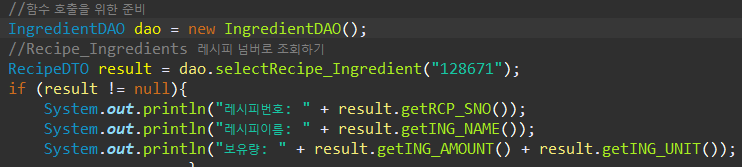 //함수 호출을 위한 준비
IngredientDAO dao = new IngredientDAO();
//Recipe_Ingredients 레시피 넘버로 조회하기
RecipeDTO result = dao.selectRecipe_Ingredient("128671");
if (result != null){
System.out.println("레시피번호: " + result.getRCP_SNO());
System.out.println("레시피이름: " + result.getING_NAME());
System.out.println("보유량: " + result.getING_AMOUNT() + result.getING_UNIT());